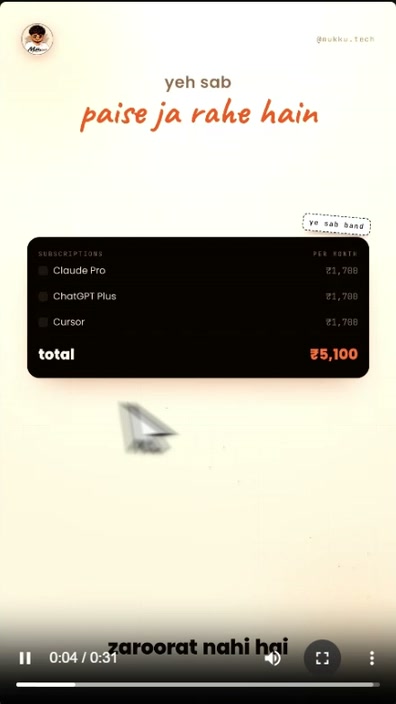 @mukku.tech
yeh sab
paise ja rahe hain
ye sab band
SUBSCRIPTIONS PER MONTH
Claude Pro ₹1,700
ChatGPT Plus ₹1,700
Cursor ₹1,700
total ₹5,100
zaroorat nahi hai
0:04 / 0:31